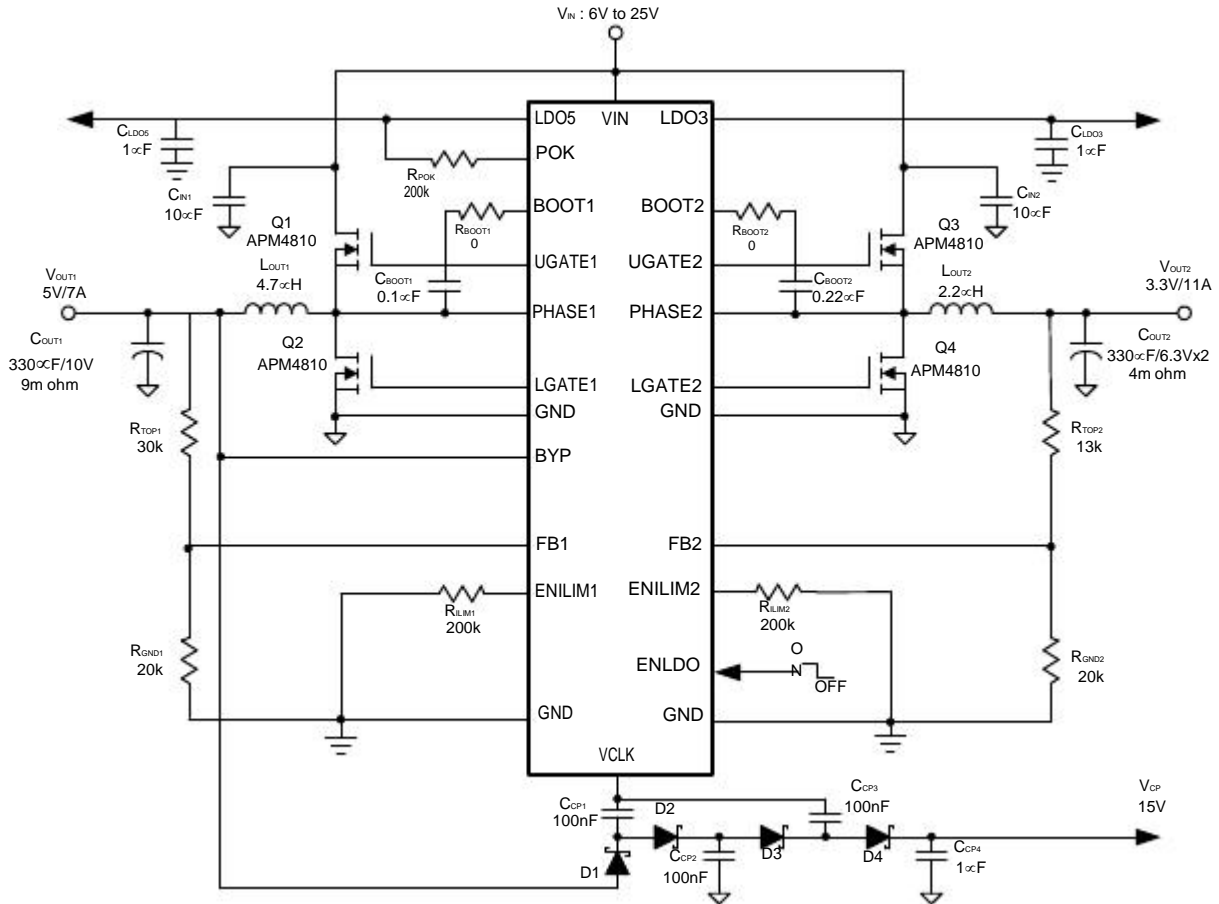 VIN : 6V to 25V
LDO5
VIN
LDO3
CLDO5
1∝F
POK
CLDO3
1∝F
RPOK
200k
CIN1
10∝F
BOOT1
BOOT2
CIN2
10∝F
RBOOT1
0
RBOOT2
0
Q1
APM4810
Q3
APM4810
UGATE1
UGATE2
LOUT1
4.7∝H
CBOOT1
0.1∝F
CBOOT2
0.22∝F
LOUT2
2.2∝H
VOUT1
5V/7A
VOUT2
3.3V/11A
PHASE1
PHASE2
COUT1
330∝F/10V
9m ohm
Q2
APM4810
Q4
APM4810
COUT2
330∝F/6.3Vx2
4m ohm
LGATE1
LGATE2
GND
GND
RTOP1
30k
RTOP2
13k
BYP
FB1
FB2
ENILIM1
ENILIM2
RILIM1
200k
RILIM2
200k
RGND1
20k
RGND2
20k
ENLDO
O
N
OFF
GND
GND
VCLK
CCP1
100nF
D2
CCP3
100nF
VCP
15V
D1
CCP2
100nF
D3
D4
CCP4
1∝F